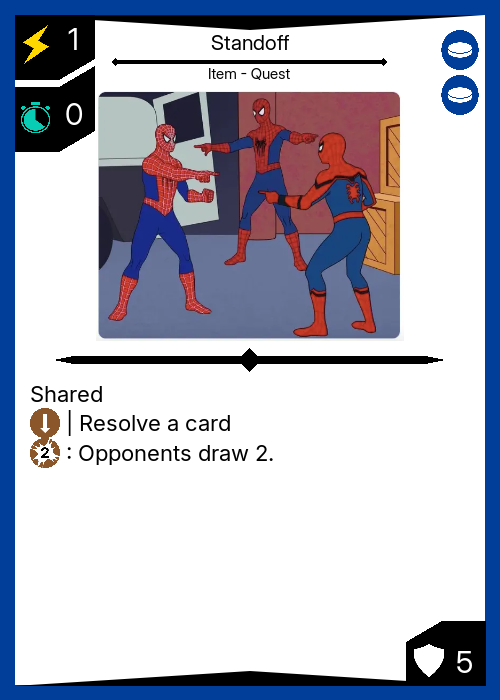 1
Standoff
Item - Quest
0
Shared
| Resolve a card
2 : Opponents draw 2.
5